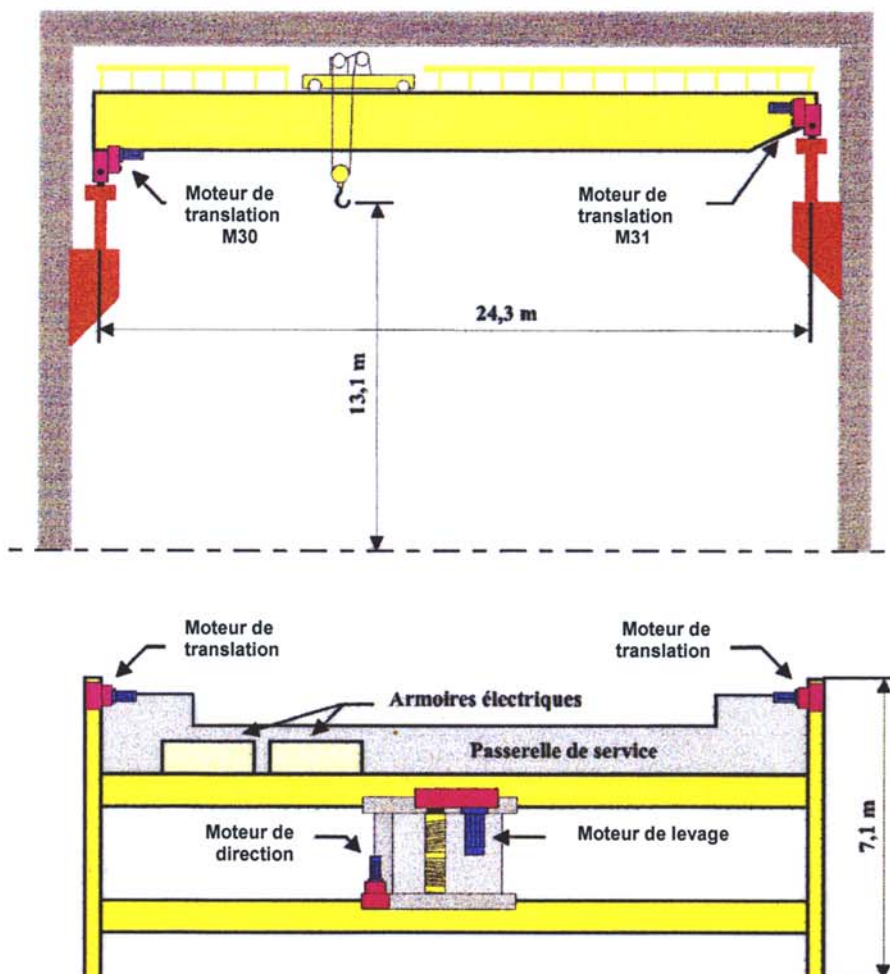 Moteur de
translation
M30
Moteur de
translation
M31
24,3 m
13,1 m
Moteur de
translation
Moteur de
translation
Armoires électriques
Passerelle de service
Moteur de
direction
Moteur de levage
7,1 m